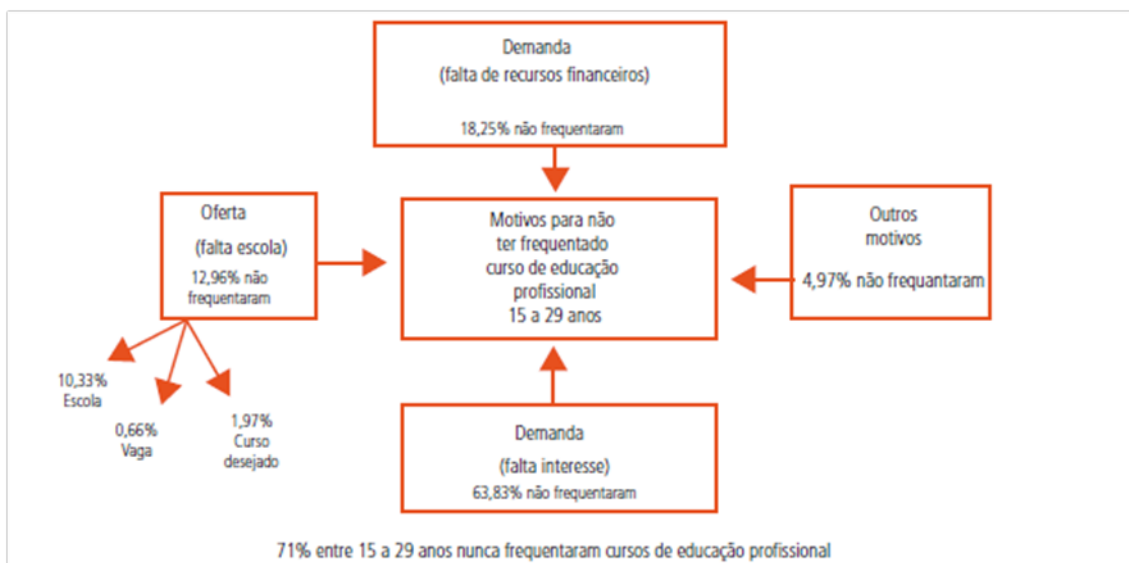 Demanda
(falta de recursos financeiros)
18,25% não frequentaram
Oferta
(falta escola)
12,96% não
frequentaram
10,33%
Escola
0,66%
Vaga
1,97%
Curso
desejado
Motivos para não
ter frequentado
curso de educação
profissional
15 a 29 anos
Outros
motivos
4,97% não frequantaram
Demanda
(falta interesse)
63,83% não frequentaram
71% entre 15 a 29 anos nunca frequentaram cursos de educação profissional